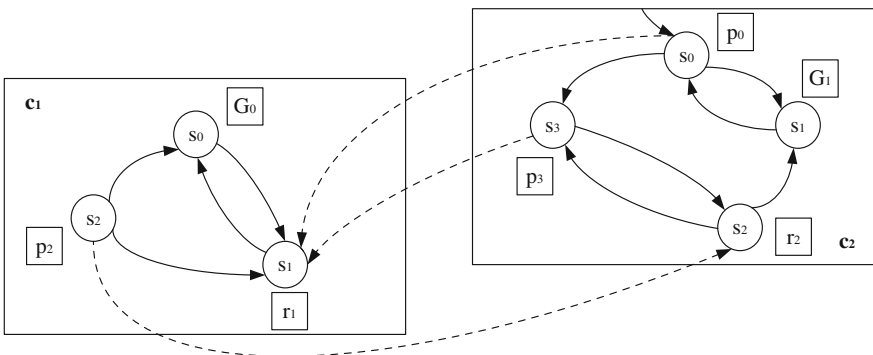 c₁
G₀
s₀
s₂
p₂
s₁
r₁
p₀
s₀
G₁
s₁
s₃
p₃
s₂
r₂
c₂